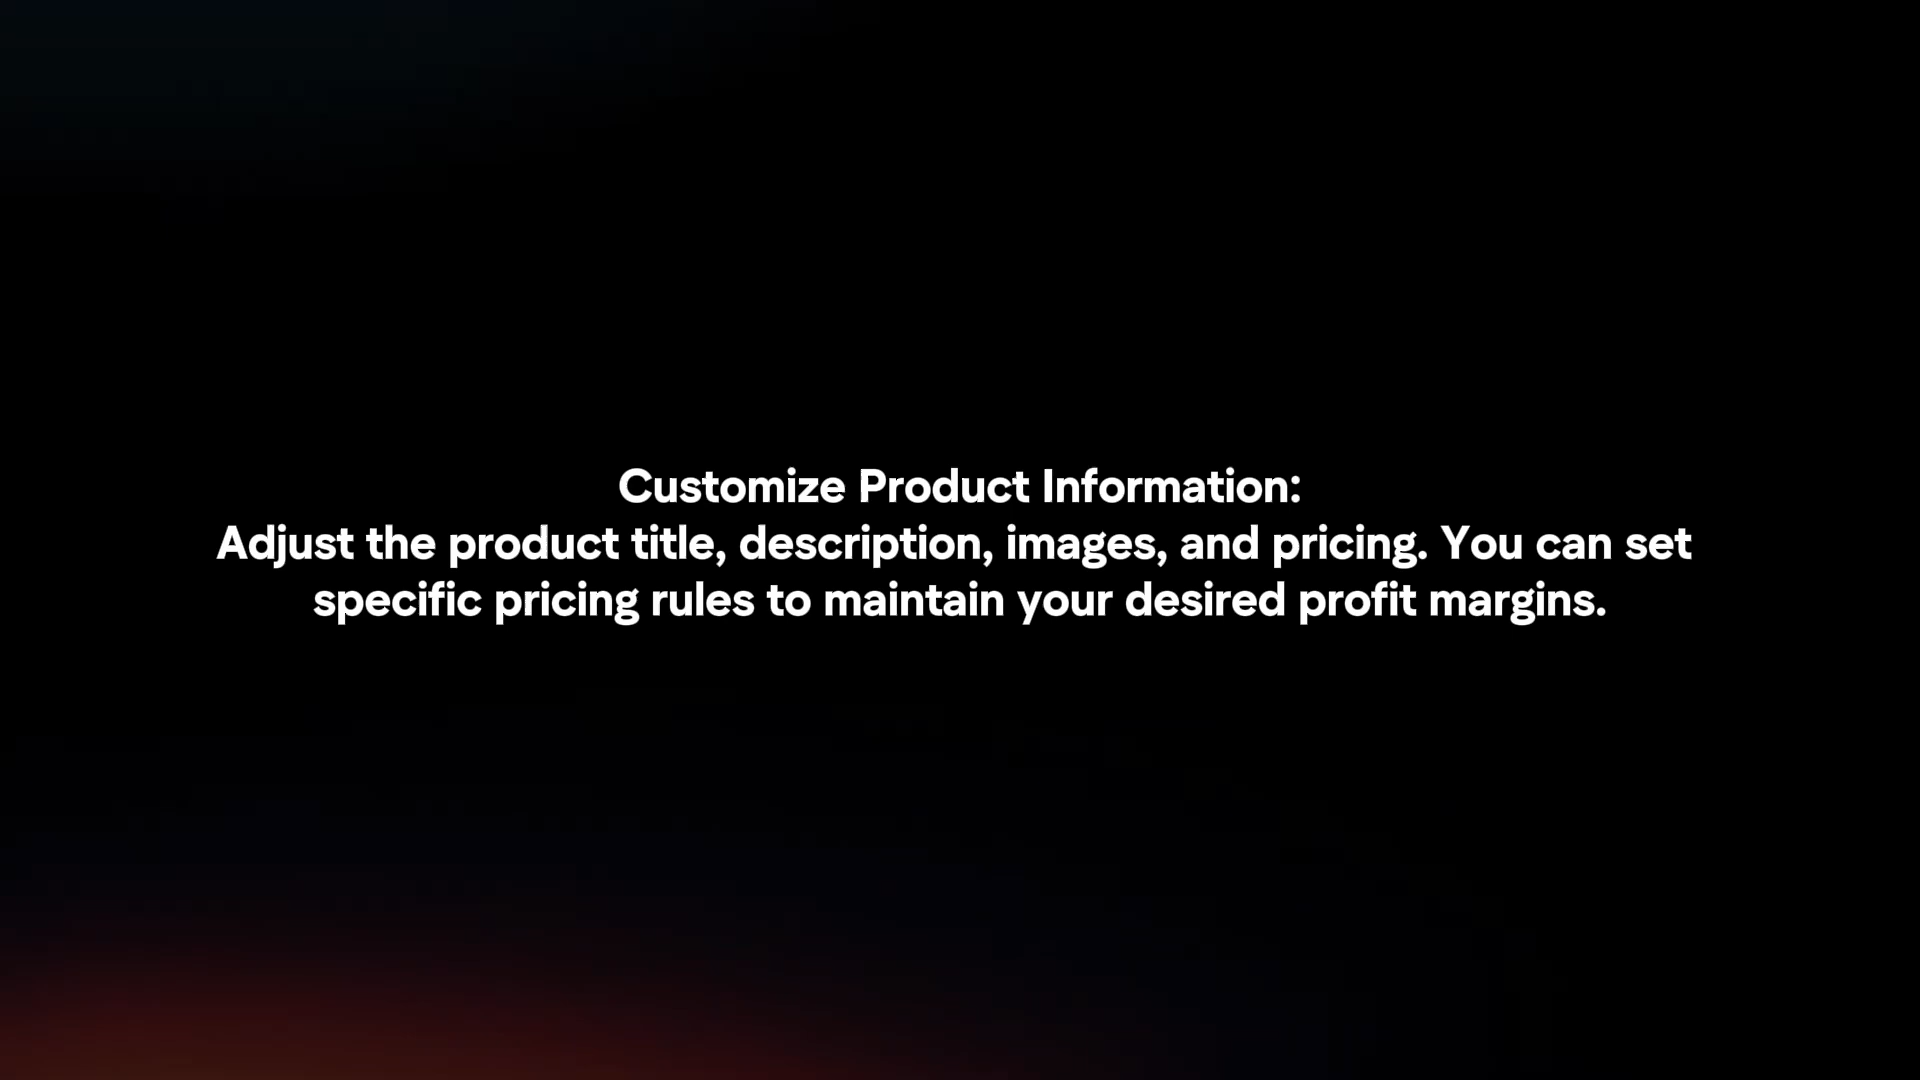 Customize Product Information:
Adjust the product title, description, images, and pricing. You can set
specific pricing rules to maintain your desired profit margins.